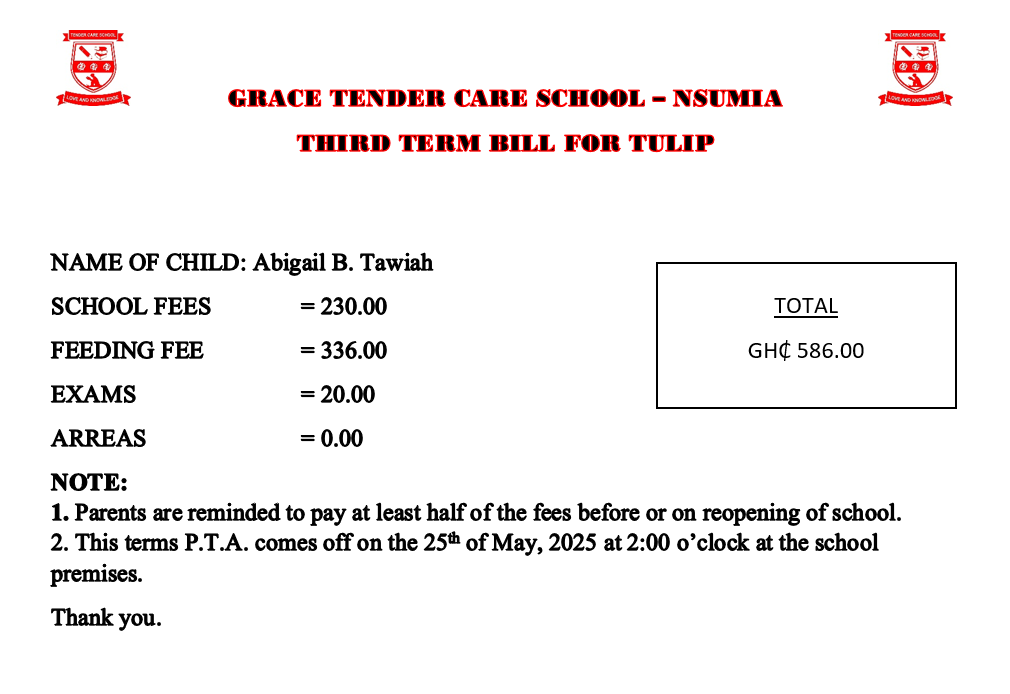 TENDER CARE SCHOOL
LOVE AND KNOWLEDGE
TENDER CARE SCHOOL
LOVE AND KNOWLEDGE
GRACE TENDER CARE SCHOOL – NSUMIA
THIRD TERM BILL FOR TULIP
NAME OF CHILD: Abigail B. Tawiah
SCHOOL FEES = 230.00
FEEDING FEE = 336.00
EXAMS = 20.00
ARREAS = 0.00
TOTAL
GH₵ 586.00
NOTE:
1. Parents are reminded to pay at least half of the fees before or on reopening of school.
2. This terms P.T.A. comes off on the 25th of May, 2025 at 2:00 o’clock at the school
premises.
Thank you.